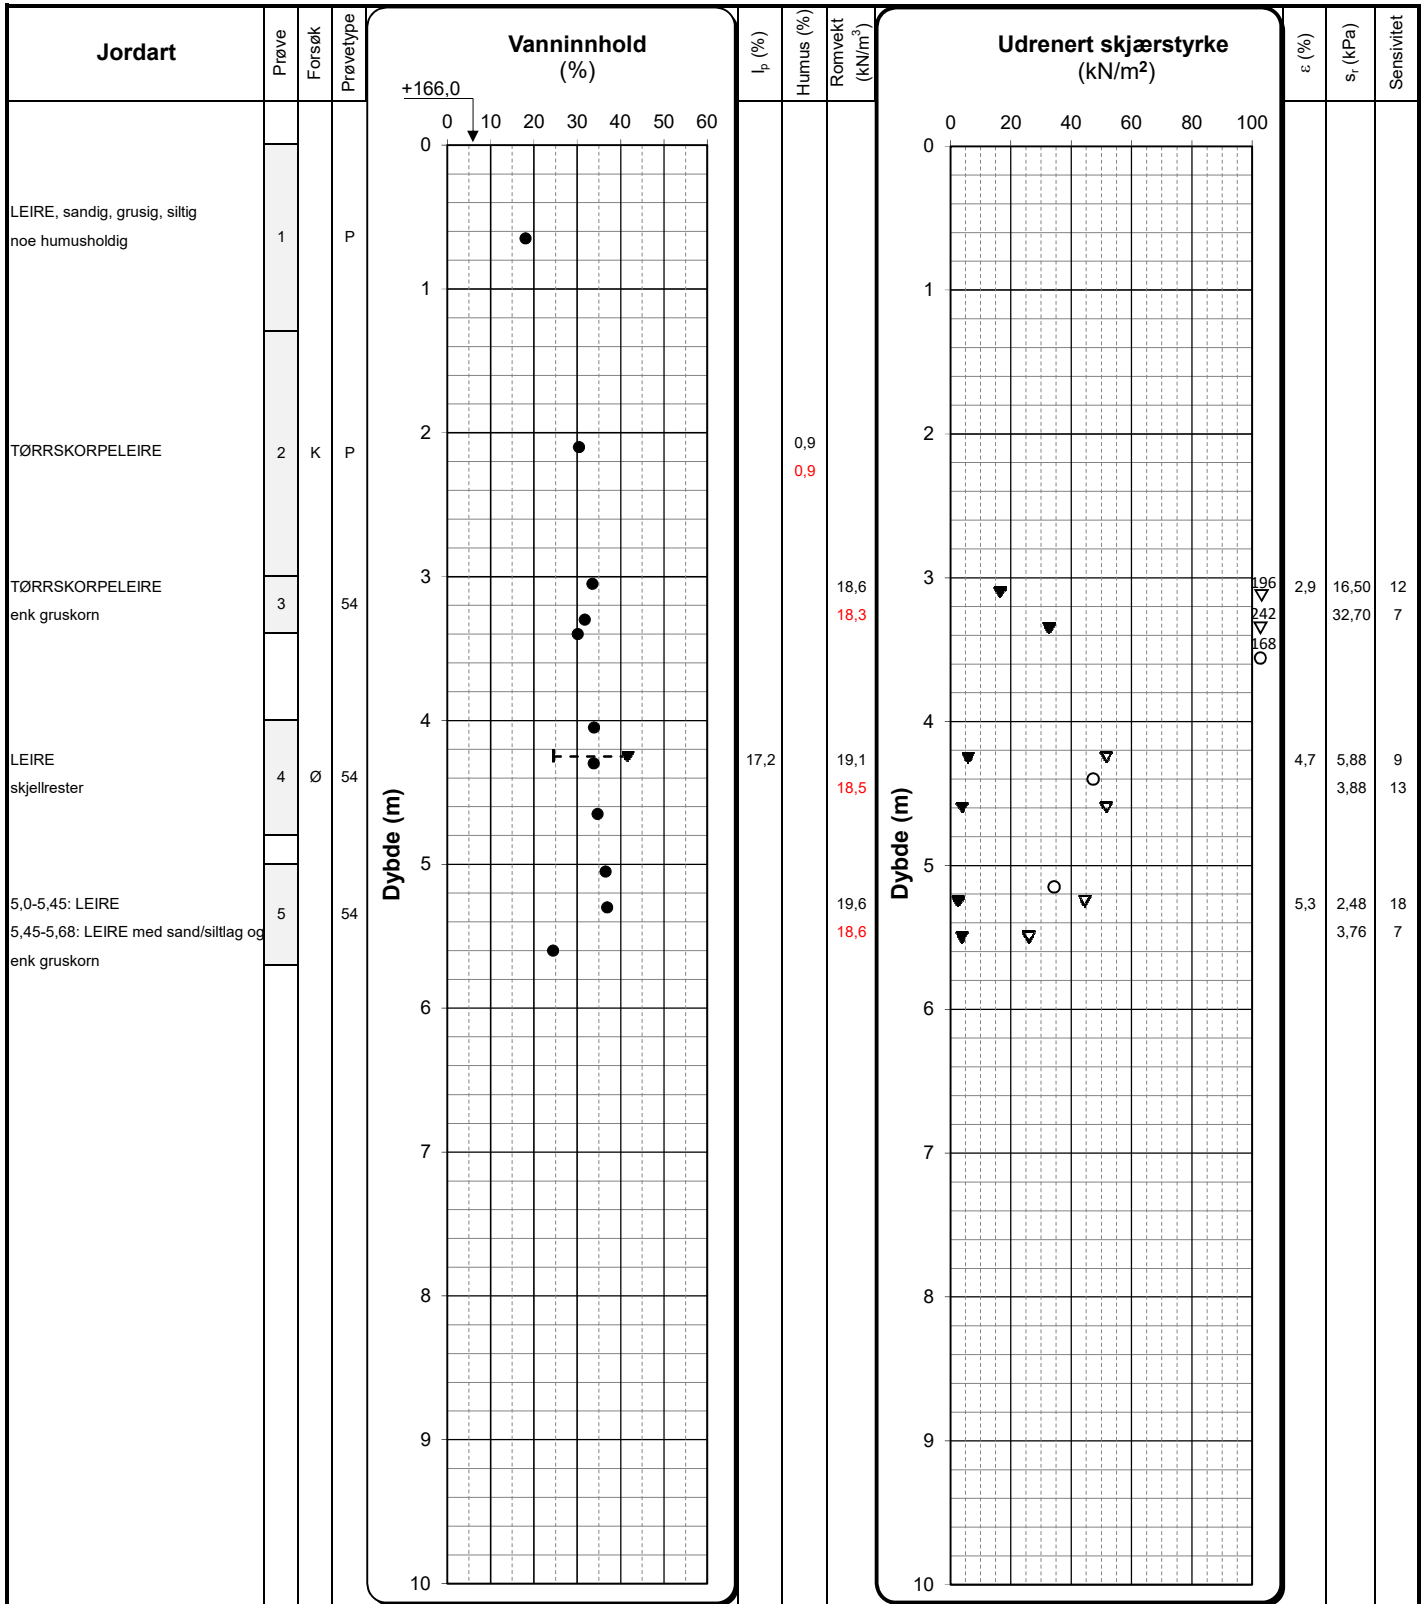 Jordart
Prøve
Forsøk
Prøvetype
Vanninnhold
(%)
Iₚ (%)
Humus (%)
Romvekt
(kN/m³)
Udrenert skjærstyrke
(kN/m²)
ε (%)
sᵣ (kPa)
Sensivitet
+166,0
0 10 20 30 40 50 60
0 20 40 60 80 100
0
1
2
3
4
5
6
7
8
9
10
Dybde (m)
0
1
2
3
4
5
6
7
8
9
10
Dybde (m)
LEIRE, sandig, grusig, siltig
noe humusholdig
1 P
TØRRSKORPELEIRE 2 K P 0,9
0,9
TØRRSKORPELEIRE 18,6 196 2,9 16,50 12
enk gruskorn 3 54 18,3 242 32,70 7
168
LEIRE 17,2 19,1 4,7 5,88 9
skjellrester 4 Ø 54 18,5 3,88 13
5,0-5,45: LEIRE 5 54 19,6 5,3 2,48 18
5,45-5,68: LEIRE med sand/siltlag og 18,6 3,76 7
enk gruskorn